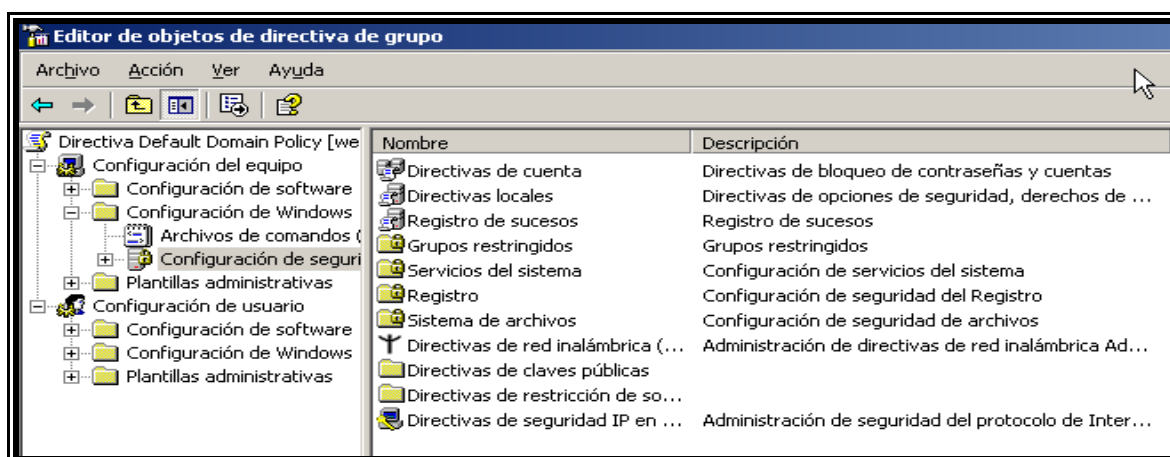 Editor de objetos de directiva de grupo
Archivo Acción Ver Ayuda
Directiva Default Domain Policy [we
Configuración del equipo
Configuración de software
Configuración de Windows
Archivos de comandos (
Configuración de seguri
Plantillas administrativas
Configuración de usuario
Configuración de software
Configuración de Windows
Plantillas administrativas
Nombre Descripción
Directivas de cuenta Directivas de bloqueo de contraseñas y cuentas
Directivas locales Directivas de opciones de seguridad, derechos de ...
Registro de sucesos Registro de sucesos
Grupos restringidos Grupos restringidos
Servicios del sistema Configuración de servicios del sistema
Registro Configuración de seguridad del Registro
Sistema de archivos Configuración de seguridad de archivos
Directivas de red inalámbrica (... Administración de directivas de red inalámbrica Ad...
Directivas de claves públicas
Directivas de restricción de so...
Directivas de seguridad IP en ... Administración de seguridad del protocolo de Inter...